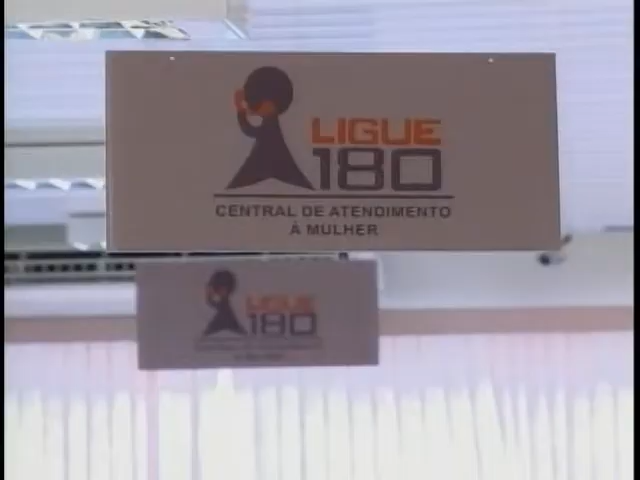 LIGUE
180
CENTRAL DE ATENDIMENTO
À MULHER
LIGUE
180